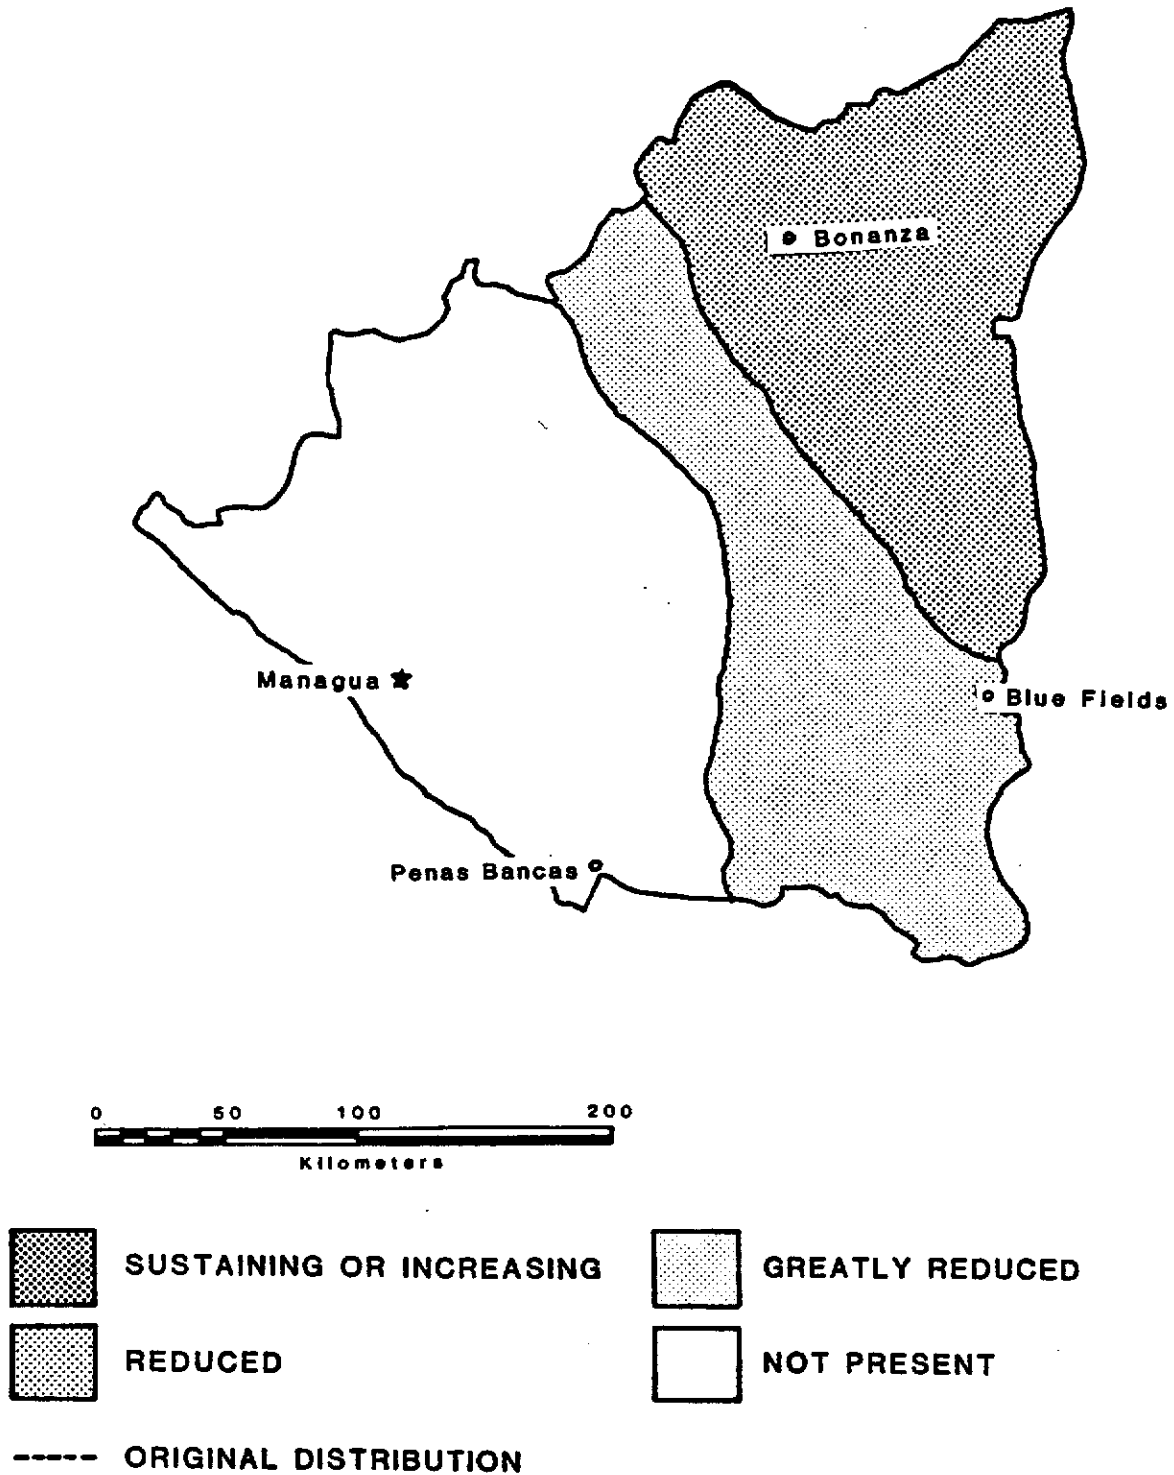 Bonanza
Blue Fields
Managua
Penas Bancas
0 50 100 200
Kilometers
SUSTAINING OR INCREASING
GREATLY REDUCED
REDUCED
NOT PRESENT
ORIGINAL DISTRIBUTION